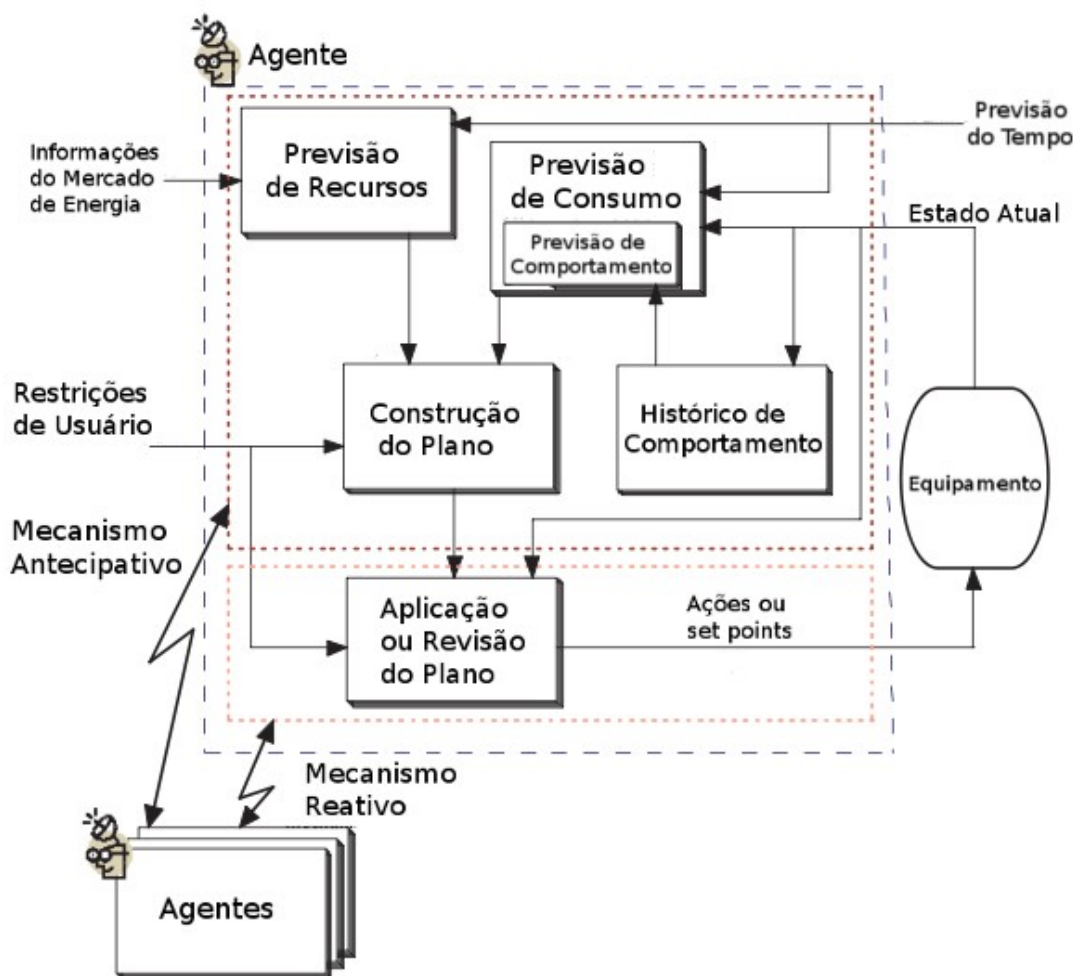 Agente
Previsão
de Recursos
Previsão
do Tempo
Informações
do Mercado
de Energia
Previsão
de Consumo
Previsão de
Comportamento
Estado Atual
Restrições
de Usuário
Construção
do Plano
Histórico de
Comportamento
Equipamento
Mecanismo
Antecipativo
Aplicação
ou Revisão
do Plano
Ações ou
set points
Mecanismo
Reativo
Agentes